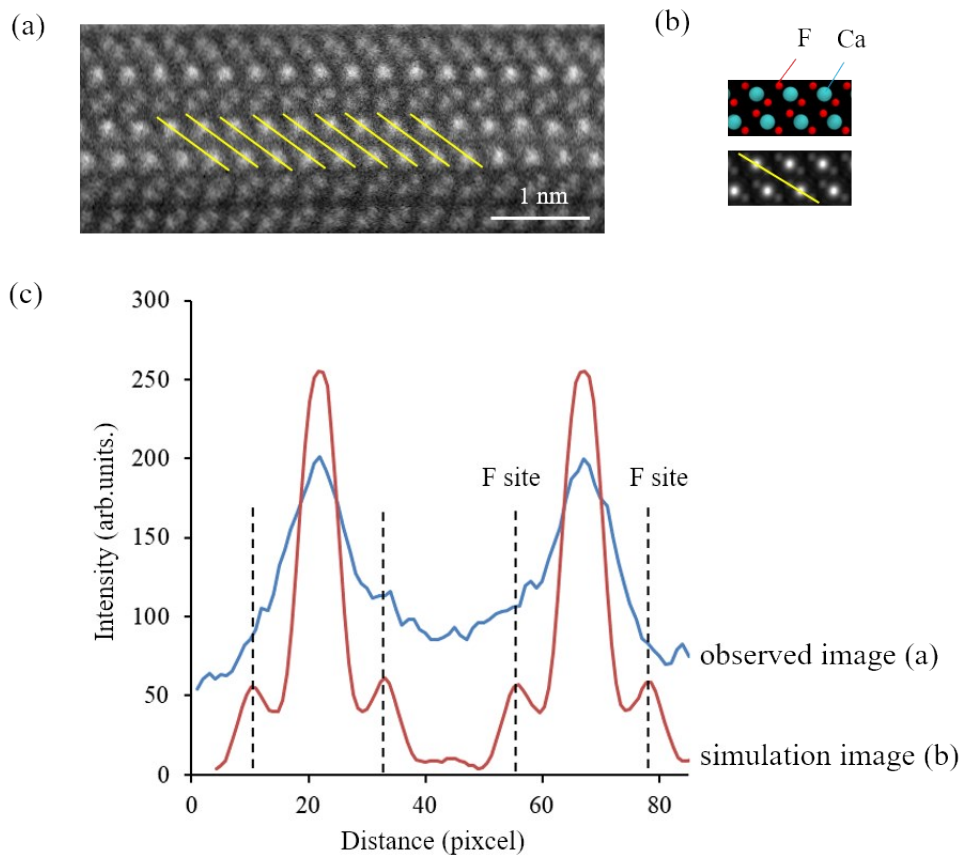 (a)
1 nm
(b)
F
Ca
(c)
300
250
200
150
100
50
0
Intensity (arb.units.)
F site
F site
observed image (a)
simulation image (b)
0
20
40
60
80
Distance (pixcel)